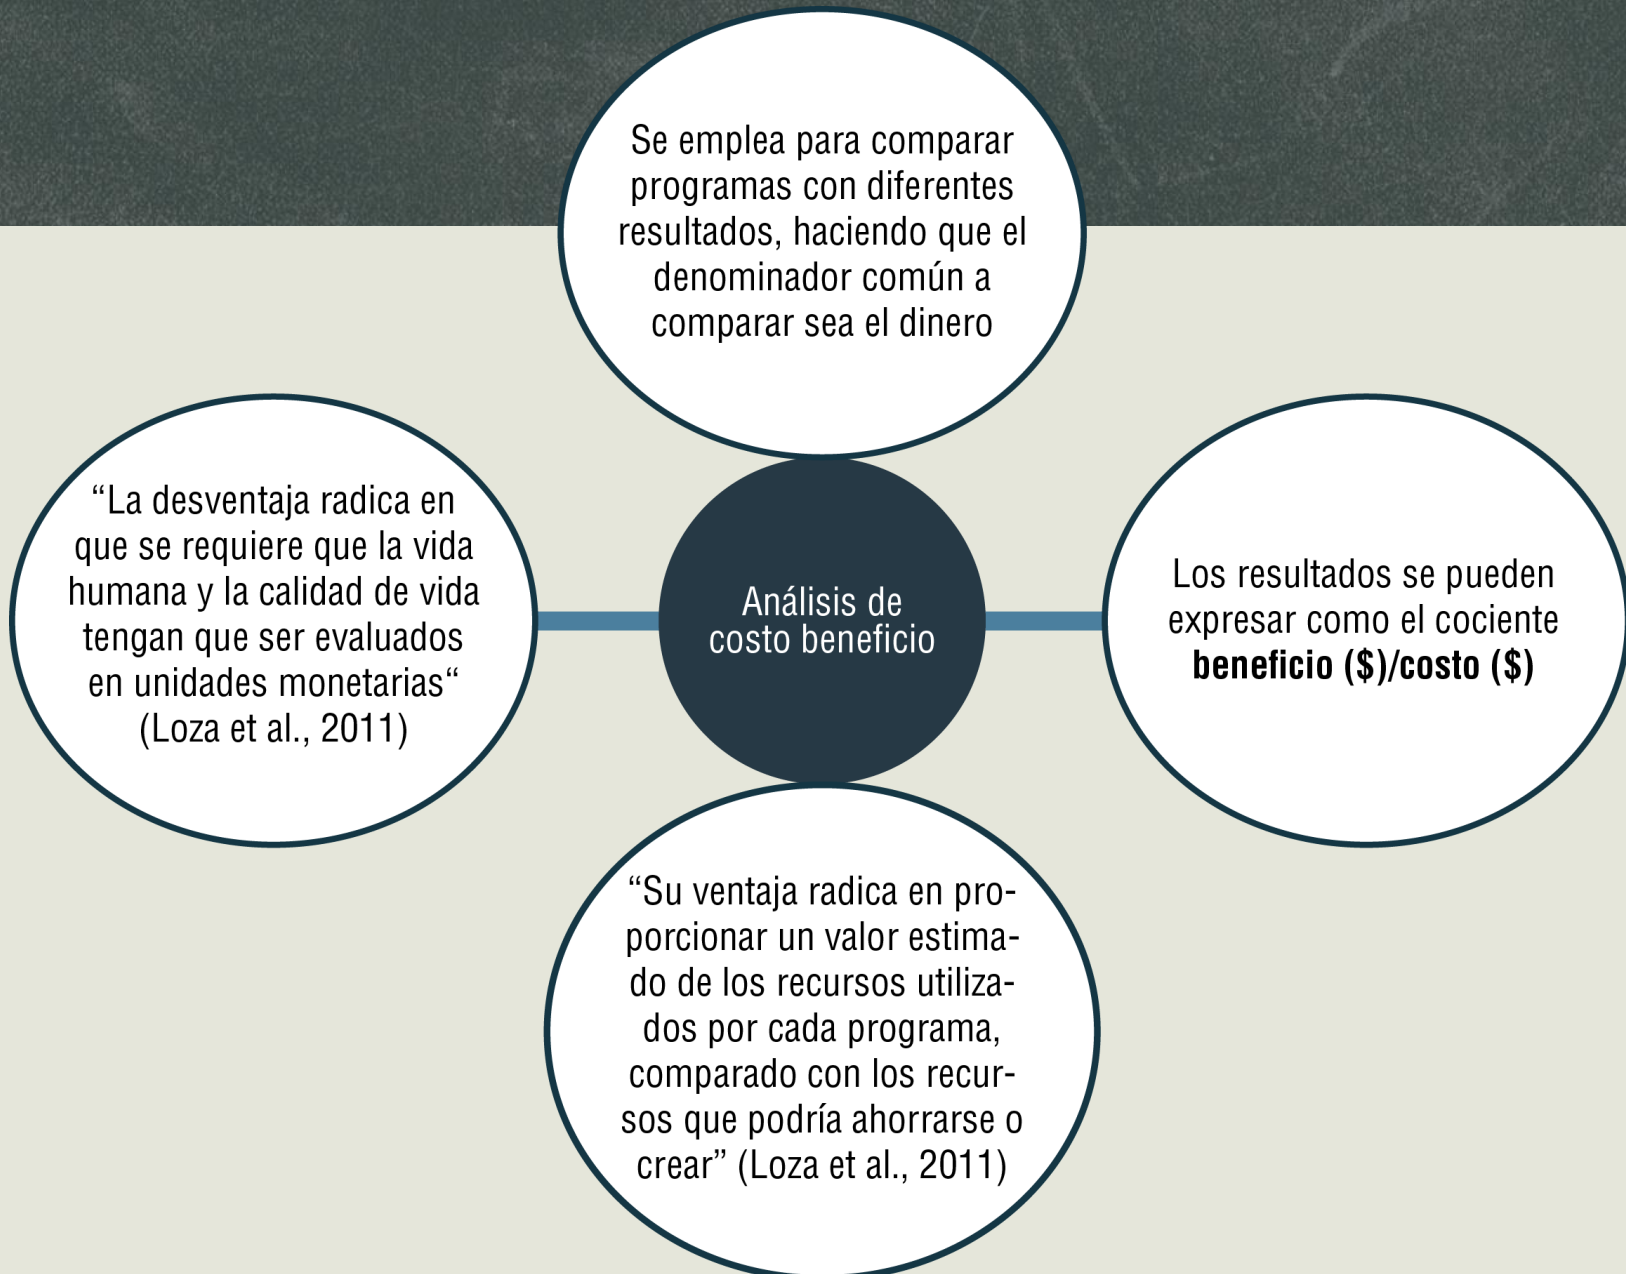 Se emplea para comparar
programas con diferentes
resultados, haciendo que el
denominador común a
comparar sea el dinero
“La desventaja radica en
que se requiere que la vida
humana y la calidad de vida
tengan que ser evaluados
en unidades monetarias“
(Loza et al., 2011)
Análisis de
costo beneficio
Los resultados se pueden
expresar como el cociente
beneficio ($)/costo ($)
“Su ventaja radica en pro-
porcionar un valor estima-
do de los recursos utiliza-
dos por cada programa,
comparado con los recur-
sos que podría ahorrarse o
crear” (Loza et al., 2011)